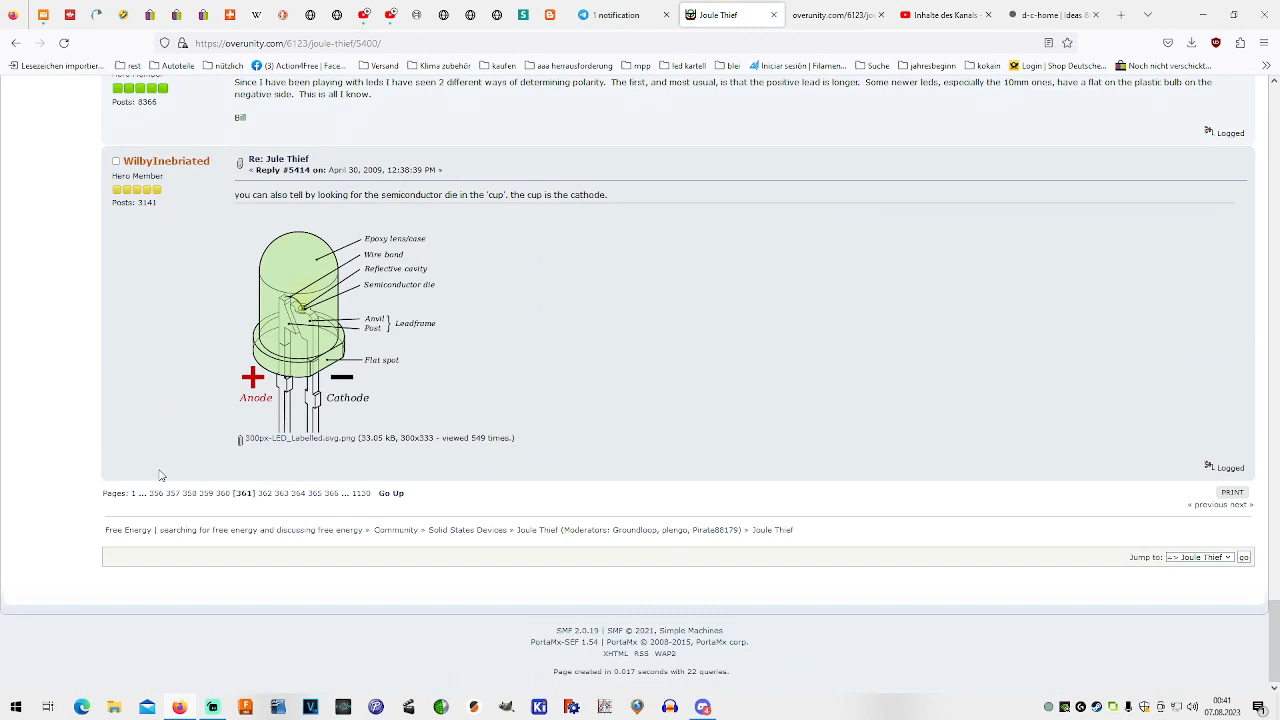 1 notification
Joule Thief
overunity.com/6123/jo
Inhalte des Kanals -
d-c-hond | ideas
https://overunity.com/6123/joule-thief/5400/
Lesezeichen importier...
rest
Autoteile
nützlich
(3) Action4Free | Face...
Versand
Klima zubehör
kaufen
aaa herrausforderung
mpp
led kartell
blei
Iniciar sesión | Filamen...
Suche
jahresbeginn
kokain
Login | Shop Deutsche...
Noch nicht verschickt...
Hero Member
Since I have been playing with leds I have seen 2 different ways of determining polarity. The first, and most usual, is that the positive lead is longer. Some newer leds, especially the 10mm ones, have a flat on the plastic bulb on the
negative side. This is all I know.
Posts: 8366
Bill
Logged
WilbyInebriated
Hero Member
Posts: 3141
Re: Jule Thief
« Reply #5414 on: April 30, 2009, 12:38:39 PM »
you can also tell by looking for the semiconductor die in the 'cup'. the cup is the cathode.
Epoxy lens/case
Wire bond
Reflective cavity
Semiconductor die
Anvil
Post
Leadframe
Flat spot
+ −
Anode Cathode
300px-LED_Labelled.svg.png (33.05 kB, 300x333 - viewed 549 times.)
Logged
Pages: 1 ... 356 357 358 359 360 [361] 362 363 364 365 366 ... 1130 Go Up
PRINT
« previous next »
Free Energy | searching for free energy and discussing free energy » Community » Solid States Devices » Joule Thief (Moderators: Groundloop, plengo, Pirate88179) » Joule Thief
Jump to: => Joule Thief go
SMF 2.0.19 | SMF © 2021, Simple Machines
PortaMx-SEF 1.54 | PortaMx © 2008-2015, PortaMx corp.
XHTML RSS WAP2
Page created in 0.017 seconds with 22 queries.
00:41
07.08.2023